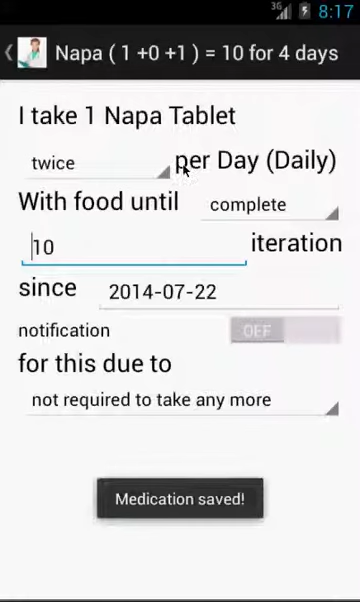 3G 8:17
Napa ( 1 +0 +1 ) = 10 for 4 days
I take 1 Napa Tablet
twice per Day (Daily)
With food until complete
10 iteration
since 2014-07-22
notification OFF
for this due to
not required to take any more
Medication saved!